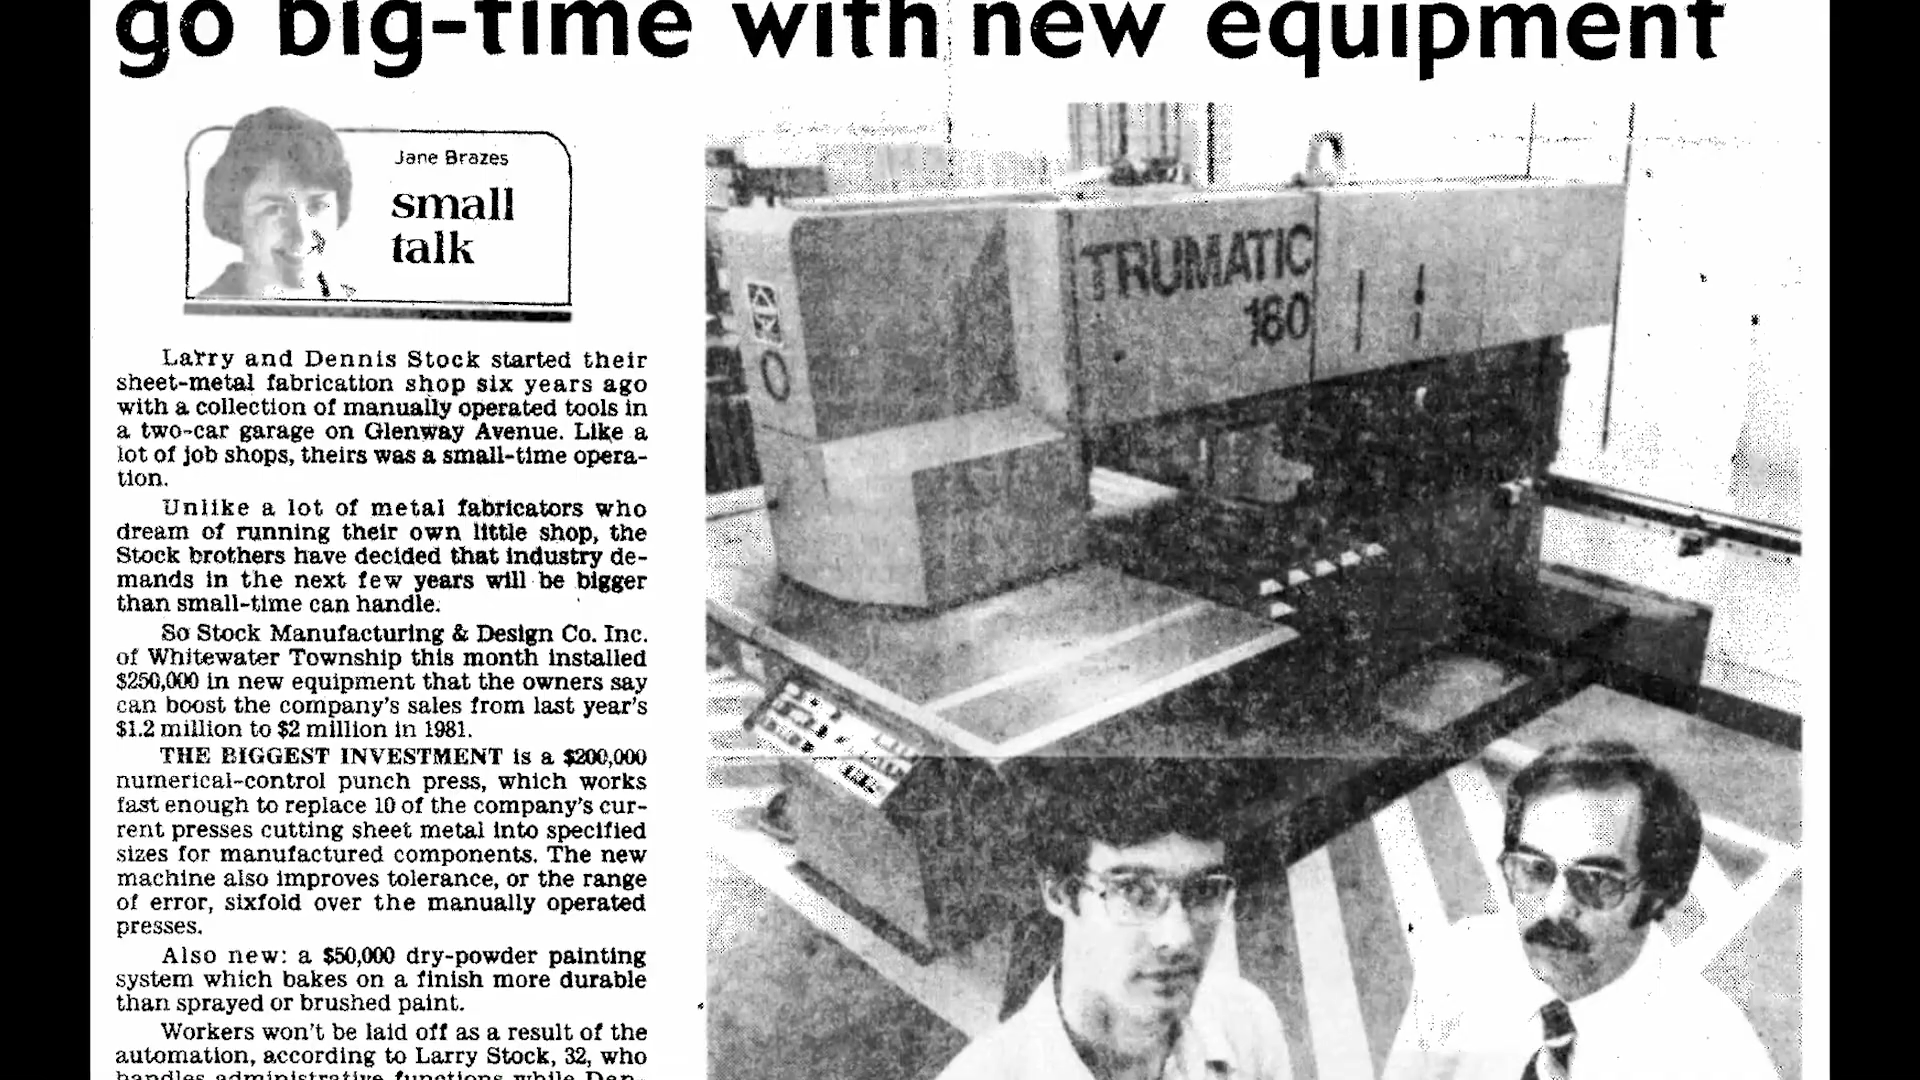 go big-time with new equipment
Jane Brazes
small
talk
Larry and Dennis Stock started their
sheet-metal fabrication shop six years ago
with a collection of manually operated tools in
a two-car garage on Glenway Avenue. Like a
lot of job shops, theirs was a small-time opera-
tion.
Unlike a lot of metal fabricators who
dream of running their own little shop, the
Stock brothers have decided that industry de-
mands in the next few years will be bigger
than small-time can handle.
So Stock Manufacturing & Design Co. Inc.
of Whitewater Township this month installed
$250,000 in new equipment that the owners say
can boost the company's sales from last year's
$1.2 million to $2 million in 1981.
THE BIGGEST INVESTMENT is a $200,000
numerical-control punch press, which works
fast enough to replace 10 of the company's cur-
rent presses cutting sheet metal into specified
sizes for manufactured components. The new
machine also improves tolerance, or the range
of error, sixfold over the manually operated
presses.
Also new: a $50,000 dry-powder painting
system which bakes on a finish more durable
than sprayed or brushed paint.
Workers won't be laid off as a result of the
automation, according to Larry Stock, 32, who
handles administrative functions while Den-
TRUMATIC
180